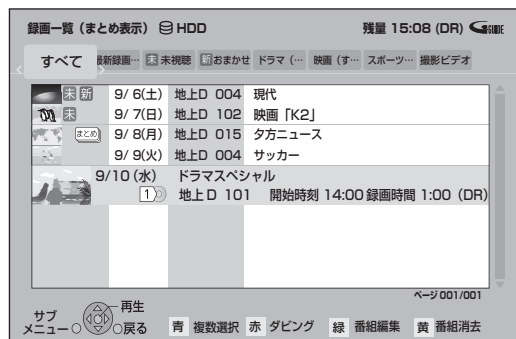 録画一覧（まとめ表示） HDD 残量 15:08 (DR) G-GUIDE
すべて 最新録画… 未 未視聴 新 おまかせ ドラマ（… 映画（す… スポーツ… 撮影ビデオ
未 新 9/ 6(土) 地上D 004 現代
未 9/ 7(日) 地上D 102 映画「K2」
まとめ 9/ 8(月) 地上D 015 夕方ニュース
9/ 9(火) 地上D 004 サッカー
9/10 (水) ドラマスペシャル
1 地上D 101 開始時刻 14:00 録画時間 1:00 (DR)
ページ 001/001
サブメニュー 再生 戻る 青 複数選択 赤 ダビング 緑 番組編集 黄 番組消去